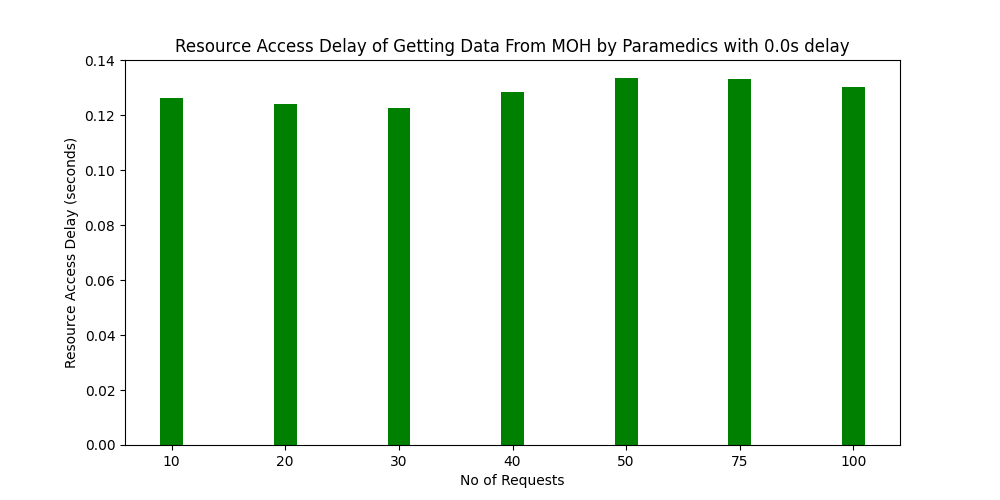 Resource Access Delay of Getting Data From MOH by Paramedics with 0.0s delay
0.14
0.12
0.10
0.08
0.06
0.04
0.02
0.00
Resource Access Delay (seconds)
10 20 30 40 50 75 100
No of Requests